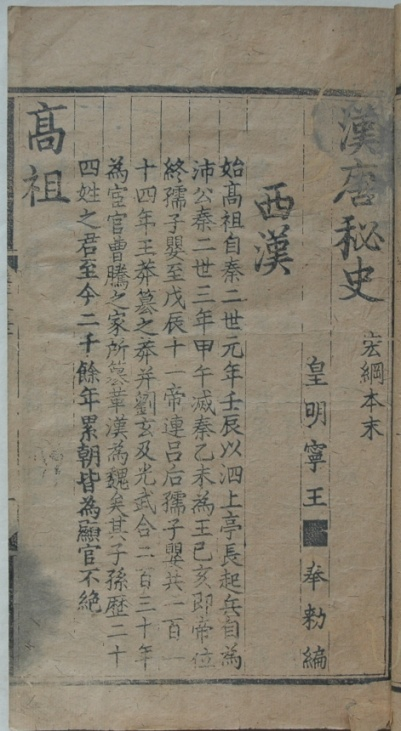 漢唐秘史 宏綱本末
皇明寧王 奉勑編
西漢
始高祖自秦二世元年壬辰以泗上亭長起兵自為
沛公秦二世三年甲午滅秦乙未為王己亥即帝位
終孺子嬰至戊辰十一帝連吕后孺子嬰共二百一
十四年王莽篡之莽并劉玄及光武合二百三十年
為宦官曹騰之家所篡革漢為魏矣其子孫歷二十
四姓之君至今二千餘年累朝皆為顯官不絶
高祖